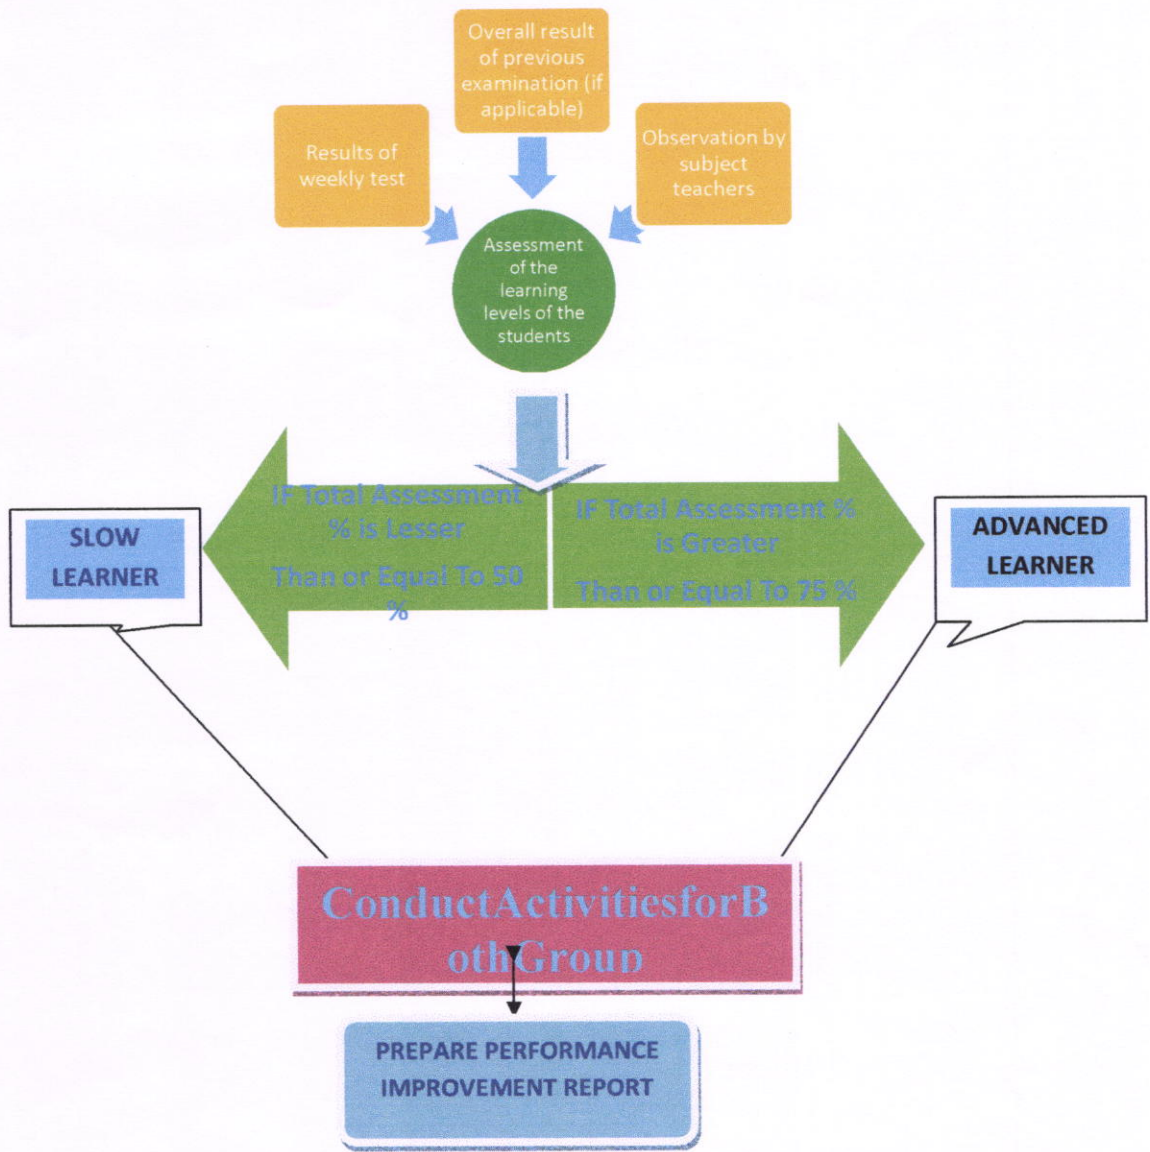 Overall result
of previous
examination (if
applicable)
Results of
weekly test
Observation by
subject
teachers
Assessment
of the
learning
levels of the
students
IF Total Assessment
% is Lesser
Than or Equal To 50
%
IF Total Assessment %
is Greater
Than or Equal To 75 %
SLOW
LEARNER
ADVANCED
LEARNER
ConductActivitiesforB
othGroup
PREPARE PERFORMANCE
IMPROVEMENT REPORT